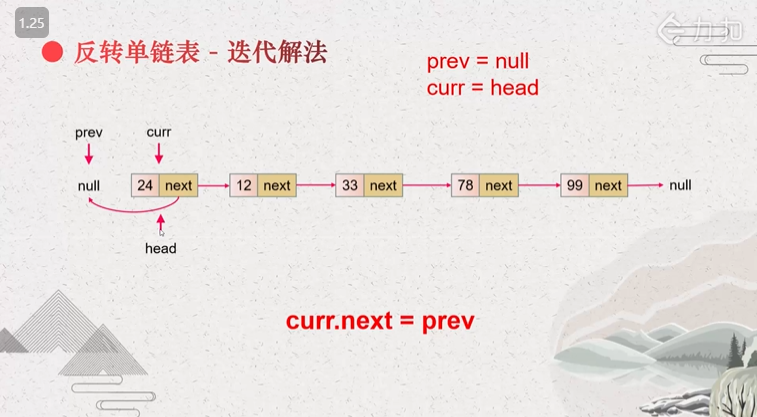 1.25
力扣
反转单链表 - 迭代解法
prev = null
curr = head
prev curr
null 24 next 12 next 33 next 78 next 99 next null
head
curr.next = prev